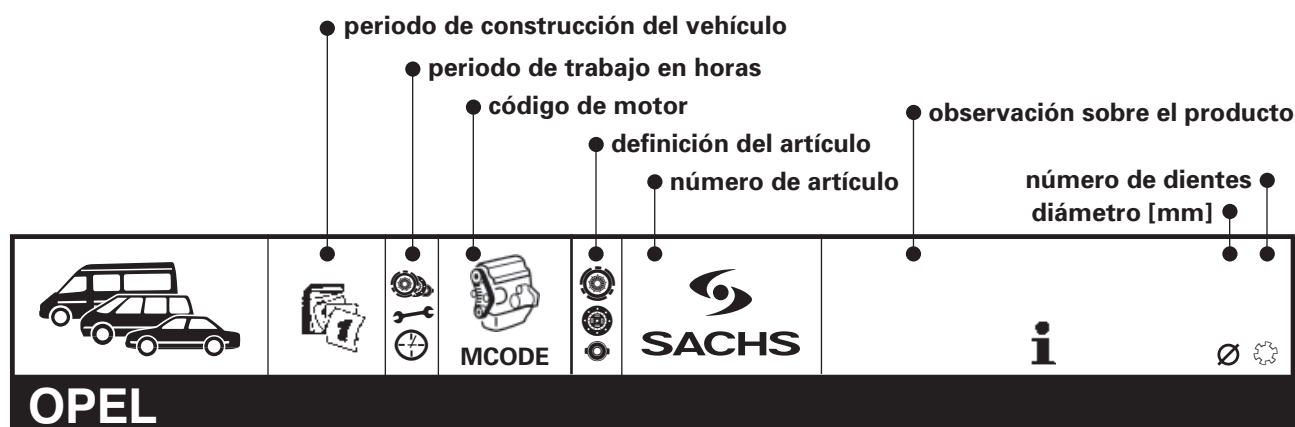 periodo de construcción del vehículo
periodo de trabajo en horas
código de motor
observación sobre el producto
definición del artículo
número de artículo
número de dientes
diámetro [mm]
1
MCODE
SACHS
i
Ø
OPEL